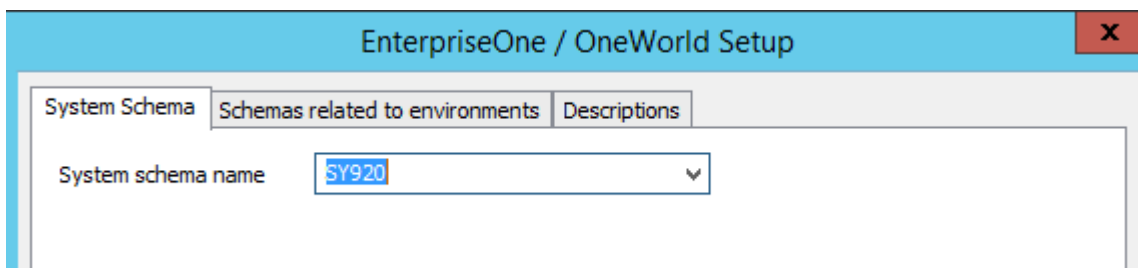 EnterpriseOne / OneWorld Setup
x
System Schema Schemas related to environments Descriptions
System schema name SY920